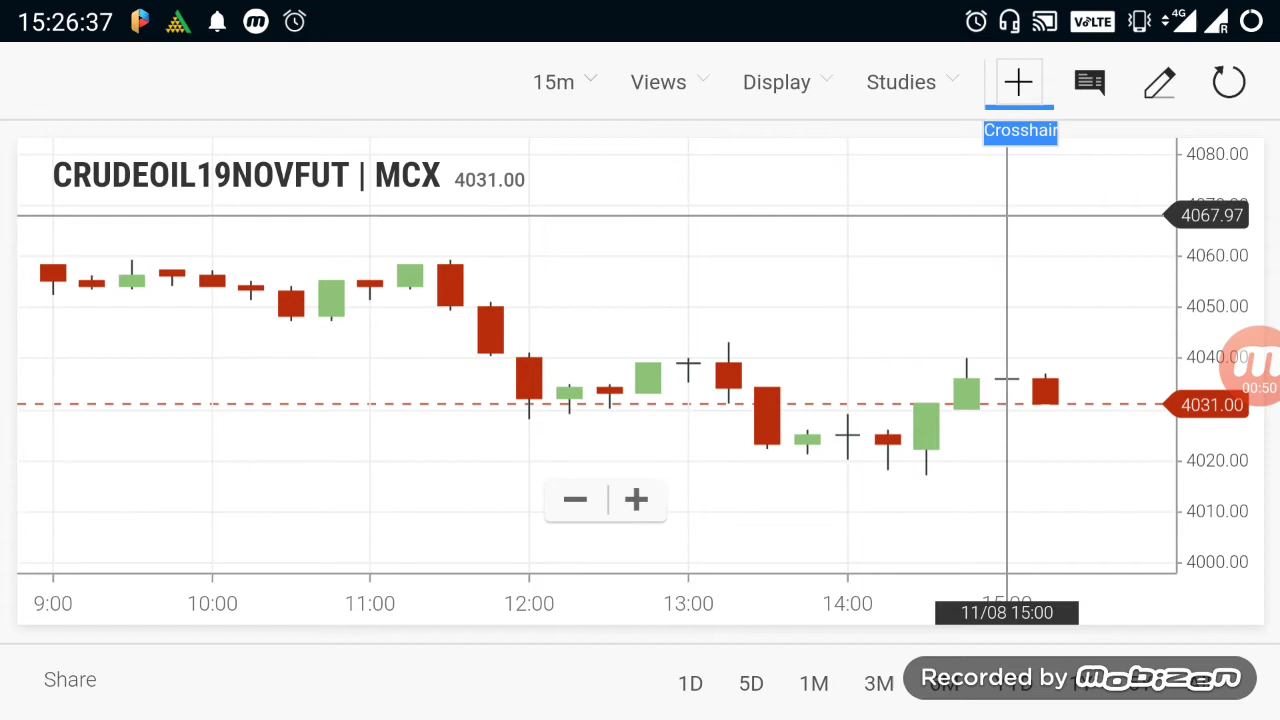 15:26:37
VoLTE 4G R
15m Views Display Studies
Crosshair
CRUDEOIL19NOVFUT | MCX 4031.00
4080.00
4067.97
4060.00
4050.00
4040.00
00:50
4031.00
4020.00
4010.00
4000.00
9:00 10:00 11:00 12:00 13:00 14:00 15:00
11/08 15:00
Share 1D 5D 1M 3M
Recorded by mobizen